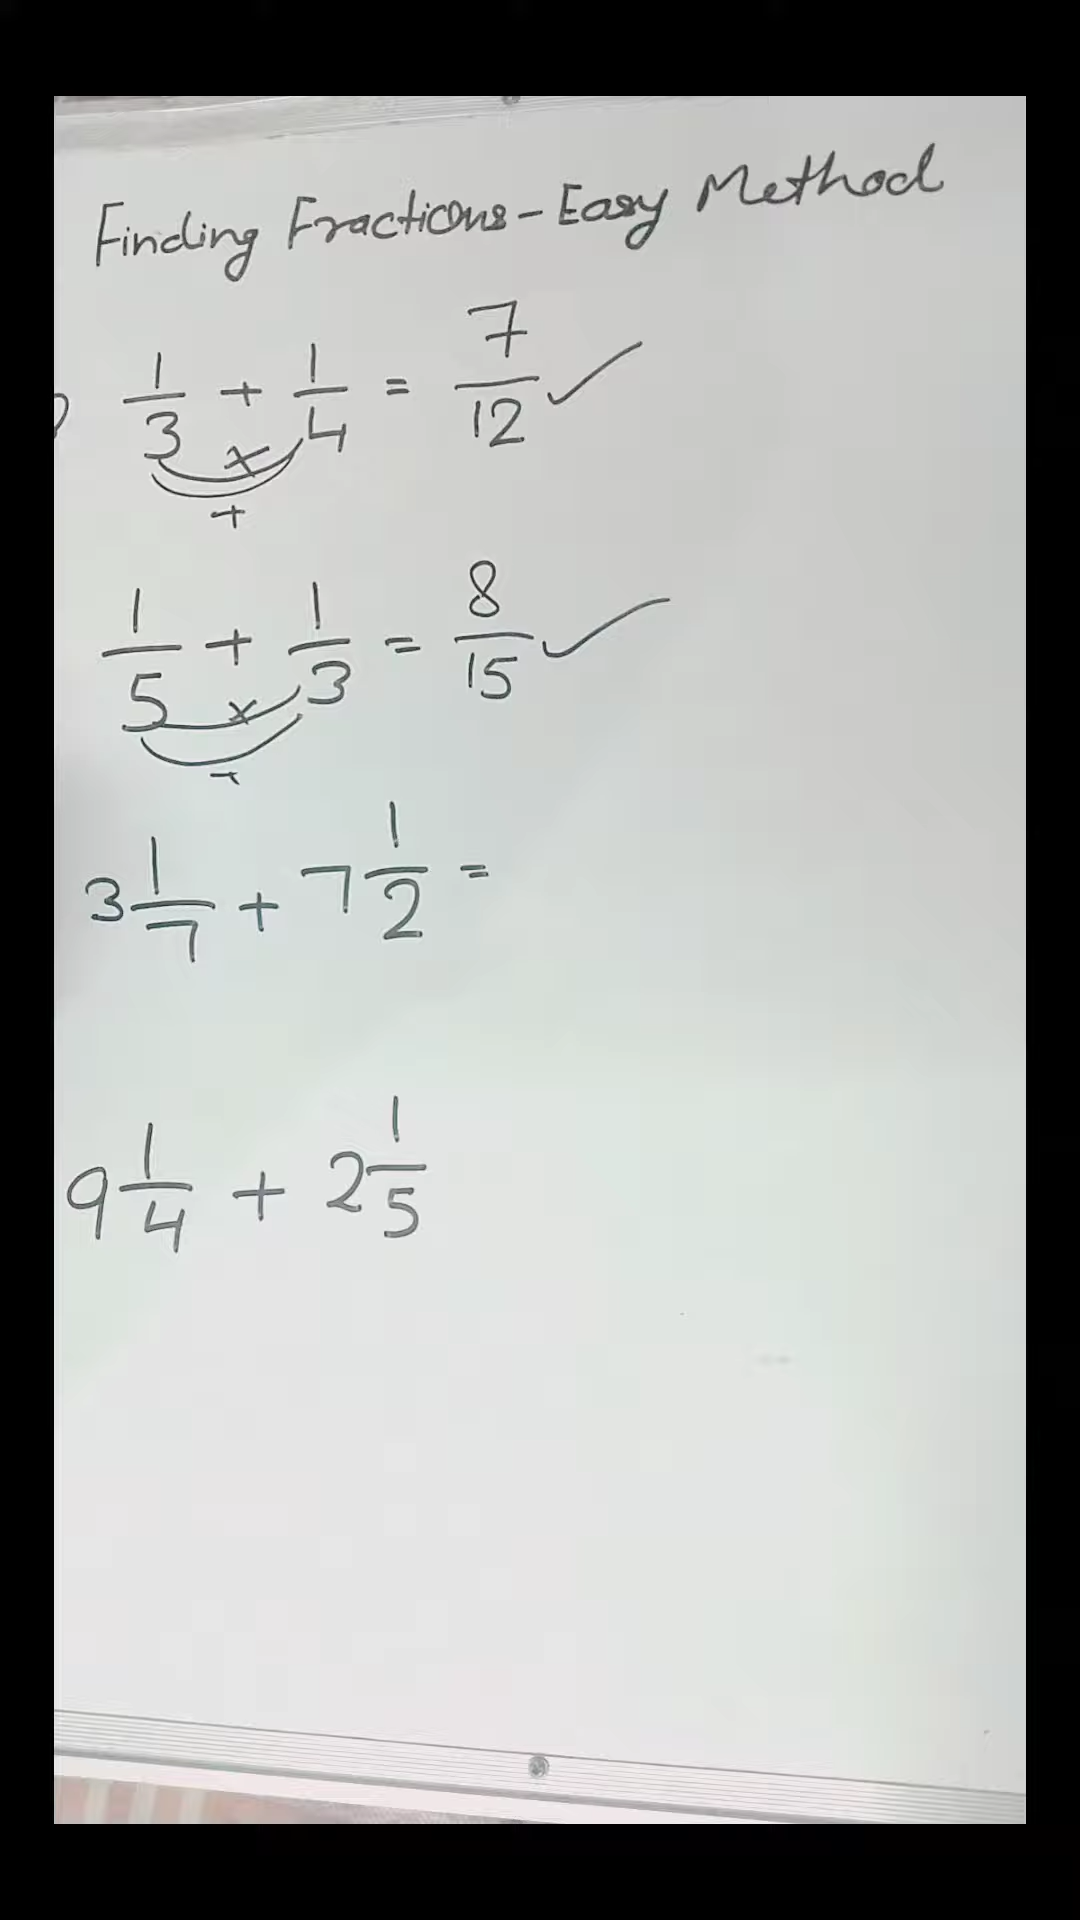 Finding Fractions - Easy Method
1/3 + 1/4 = 7/12 ✓
×
+
1/5 + 1/3 = 8/15 ✓
×
+
3 1/7 + 7 1/2 =
9 1/4 + 2 1/5